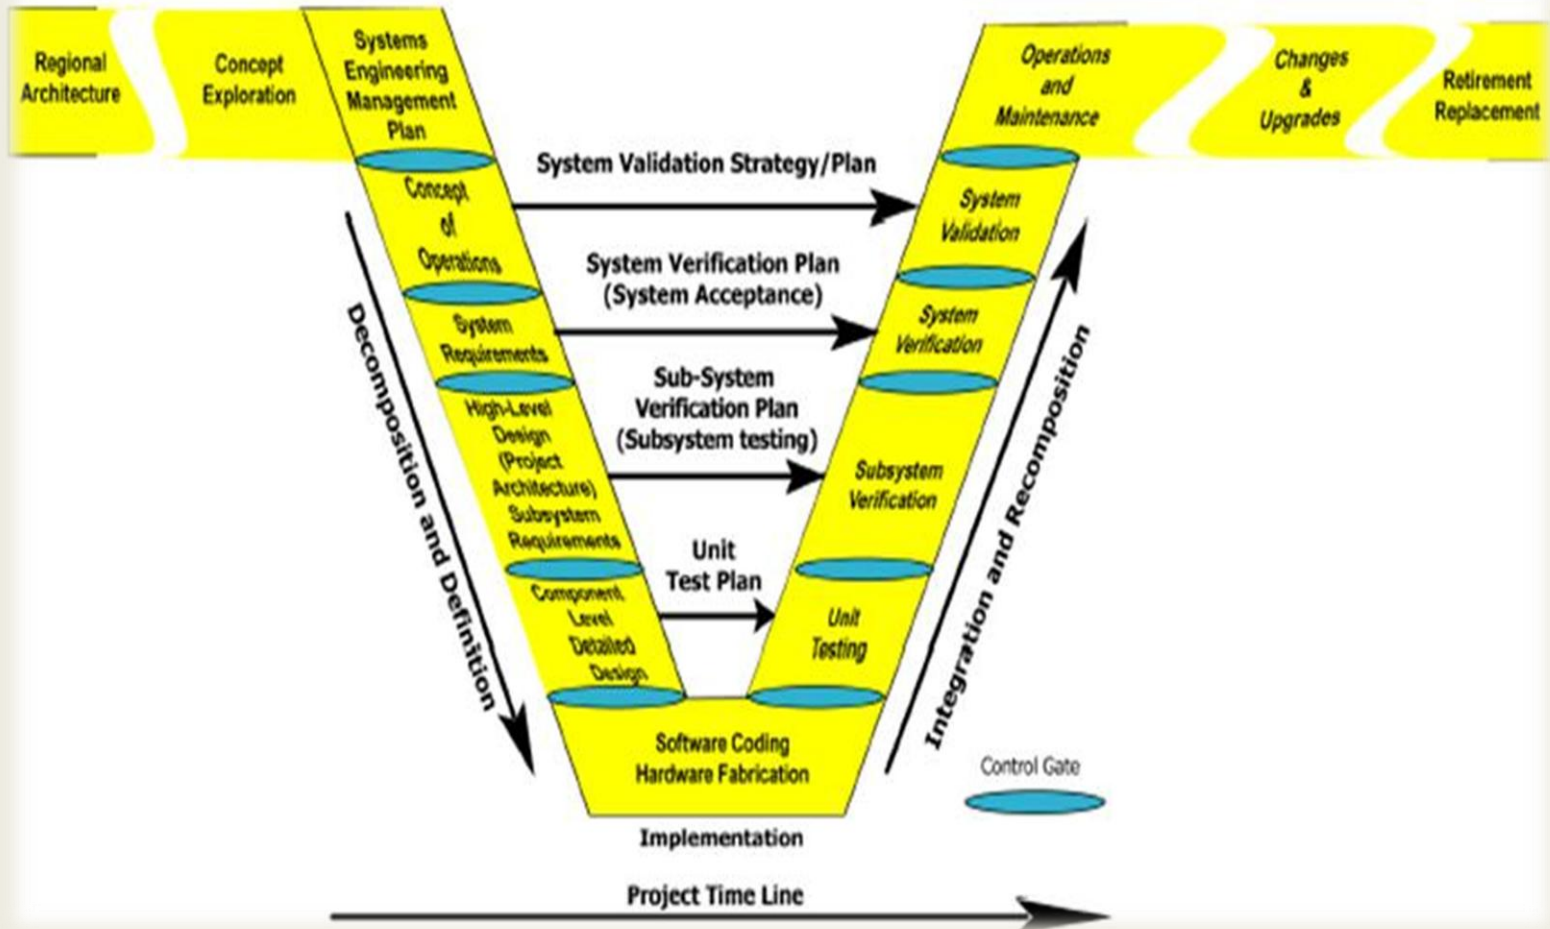 Regional
Architecture
Concept
Exploration
Systems
Engineering
Management
Plan
Concept
of
Operations
System
Requirements
High-Level
Design
(Project
Architecture)
Subsystem
Requirements
Component
Level
Detailed
Design
Software Coding
Hardware Fabrication
Implementation
Project Time Line
Decomposition and Definition
System Validation Strategy/Plan
System Verification Plan
(System Acceptance)
Sub-System
Verification Plan
(Subsystem testing)
Unit
Test Plan
Operations
and
Maintenance
System
Validation
System
Verification
Subsystem
Verification
Unit
Testing
Integration and Recomposition
Changes
&
Upgrades
Retirement
Replacement
Control Gate